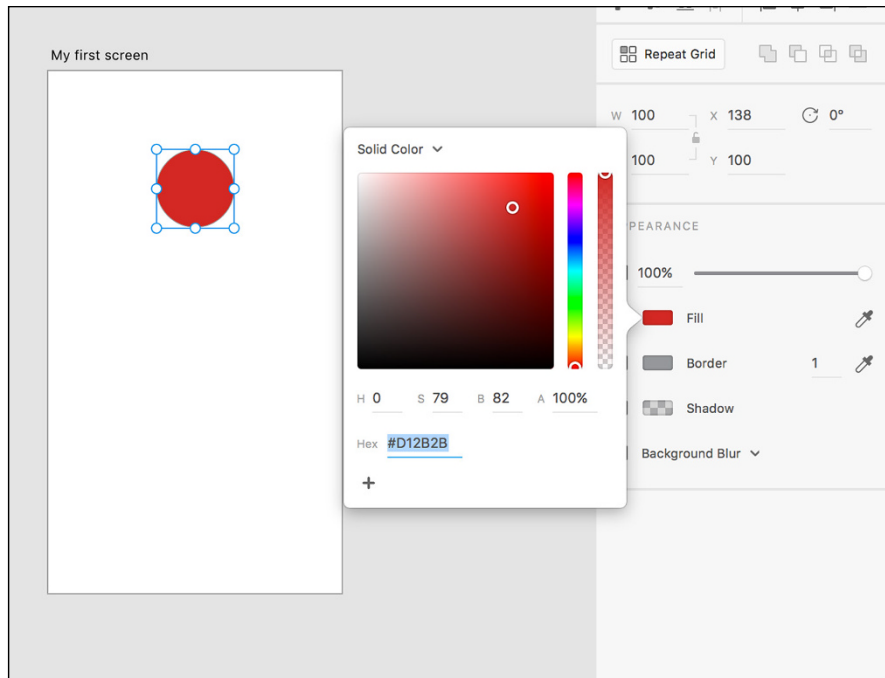 My first screen
Repeat Grid
W 100 X 138 0°
100 Y 100
PEARANCE
100%
Fill
Border 1
Shadow
Background Blur
Solid Color
H 0 S 79 B 82 A 100%
Hex #D12B2B